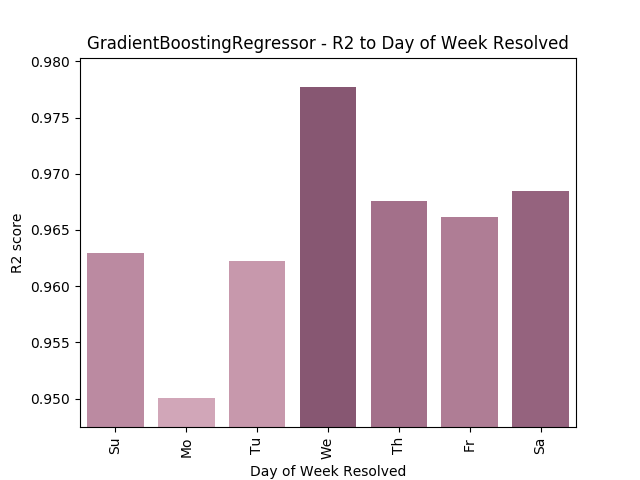 GradientBoostingRegressor - R2 to Day of Week Resolved
0.980
0.975
0.970
0.965
0.960
0.955
0.950
R2 score
Su
Mo
Tu
We
Th
Fr
Sa
Day of Week Resolved